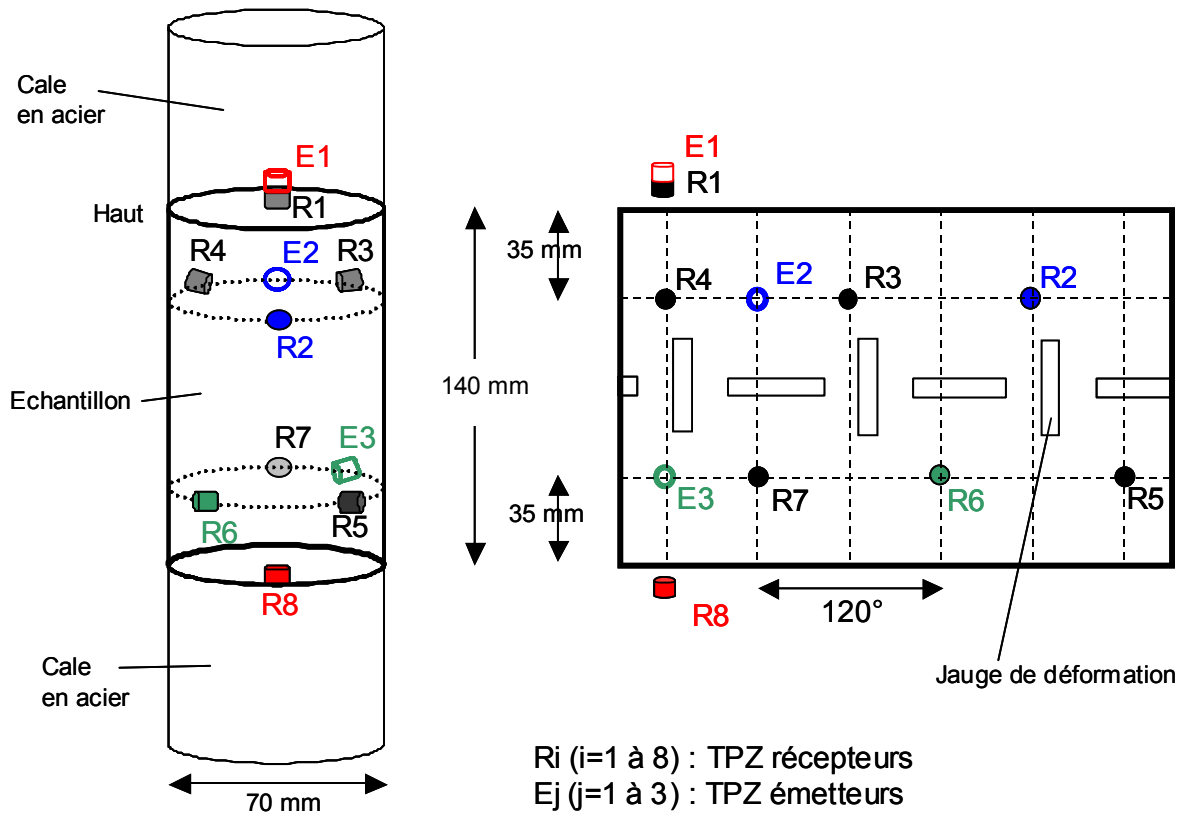 Cale
en acier
E1
R1
Haut
R4
E2
R3
R2
Echantillon
R7
E3
R6
R5
R8
Cale
en acier
70 mm
E1
R1
35 mm
R4
E2
R3
R2
140 mm
35 mm
E3
R7
R6
R5
R8
120°
Jauge de déformation
Ri (i=1 à 8) : TPZ récepteurs
Ej (j=1 à 3) : TPZ émetteurs